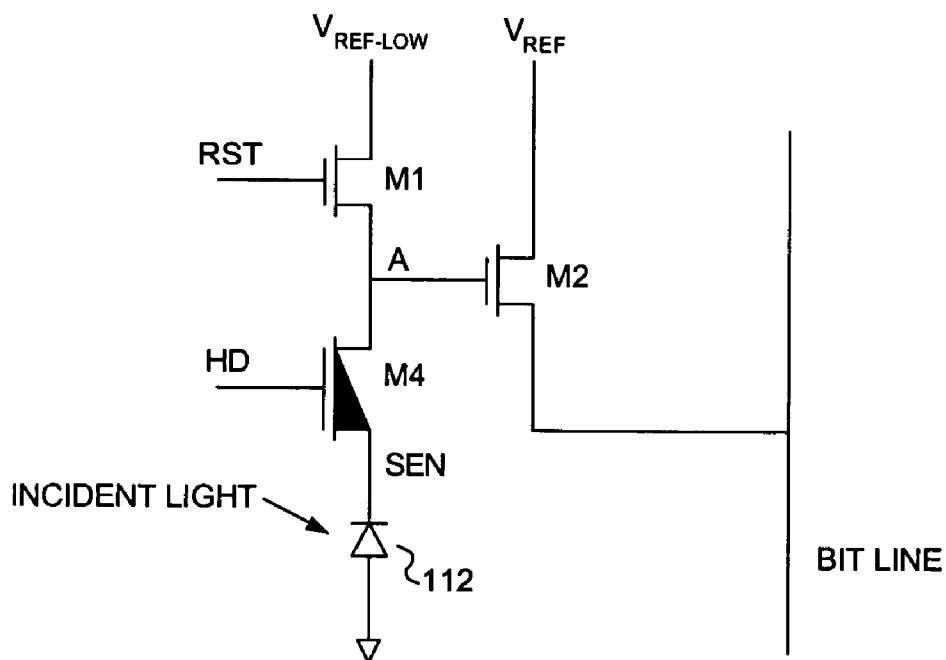 V_REF-LOW
V_REF
RST
M1
A
M2
HD
M4
SEN
INCIDENT LIGHT
112
BIT LINE